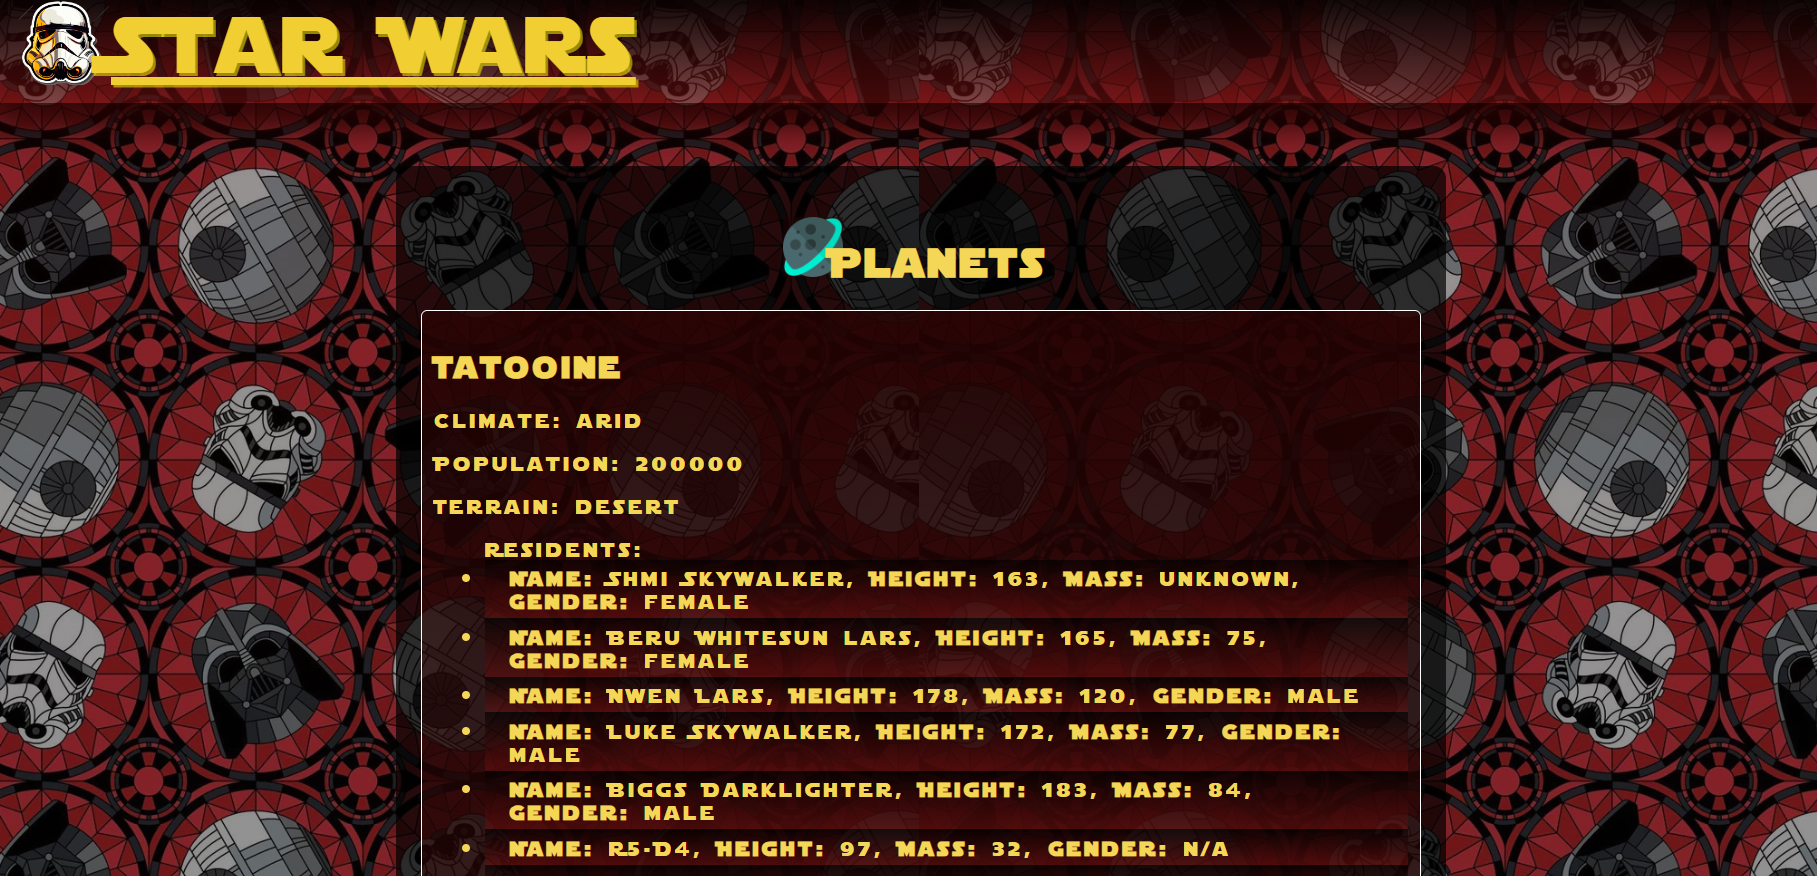 STAR WARS
PLANETS
TATOOINE
CLIMATE: ARID
POPULATION: 200000
TERRAIN: DESERT
RESIDENTS:
NAME: SHMI SKYWALKER, HEIGHT: 163, MASS: UNKNOWN,
GENDER: FEMALE
NAME: BERU WHITESUN LARS, HEIGHT: 165, MASS: 75,
GENDER: FEMALE
NAME: NWEN LARS, HEIGHT: 178, MASS: 120, GENDER: MALE
NAME: LUKE SKYWALKER, HEIGHT: 172, MASS: 77, GENDER:
MALE
NAME: BIGGS DARKLIGHTER, HEIGHT: 183, MASS: 84,
GENDER: MALE
NAME: R5-D4, HEIGHT: 97, MASS: 32, GENDER: N/A